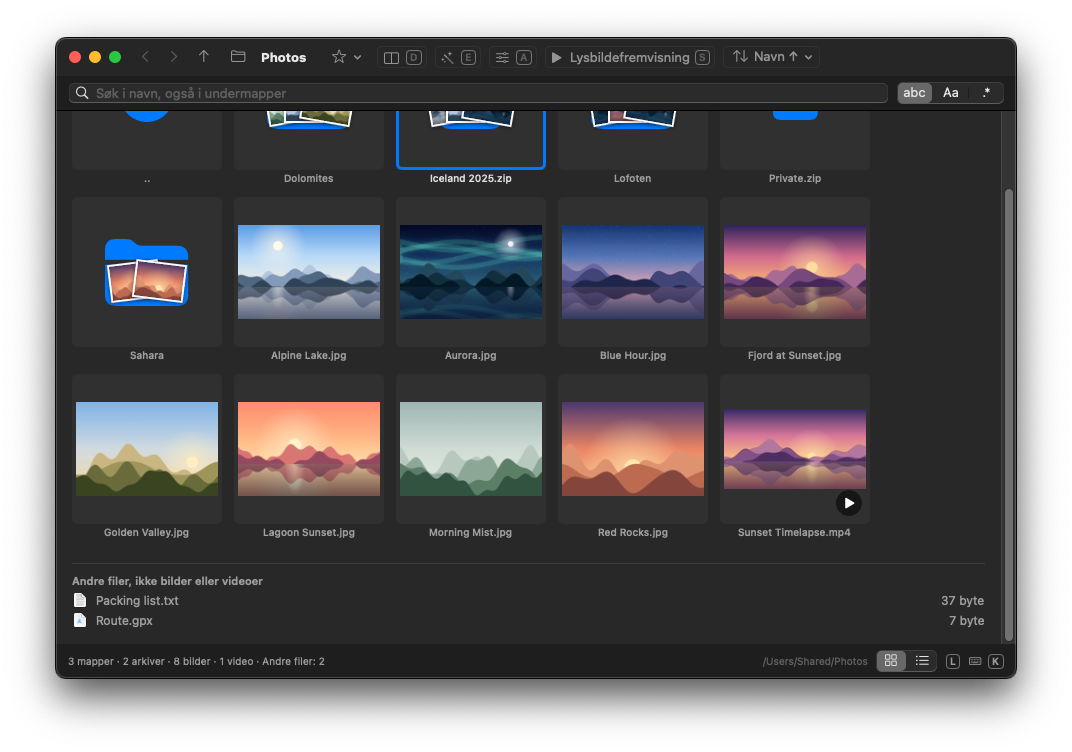 Photos
D
E
A
Lysbildefremvisning S
Navn
Søk i navn, også i undermapper
abc
Aa
.*
..
Dolomites
Iceland 2025.zip
Lofoten
Private.zip
Sahara
Alpine Lake.jpg
Aurora.jpg
Blue Hour.jpg
Fjord at Sunset.jpg
Golden Valley.jpg
Lagoon Sunset.jpg
Morning Mist.jpg
Red Rocks.jpg
Sunset Timelapse.mp4
Andre filer, ikke bilder eller videoer
Packing list.txt 37 byte
Route.gpx 7 byte
3 mapper · 2 arkiver · 8 bilder · 1 video · Andre filer: 2
/Users/Shared/Photos
L
K